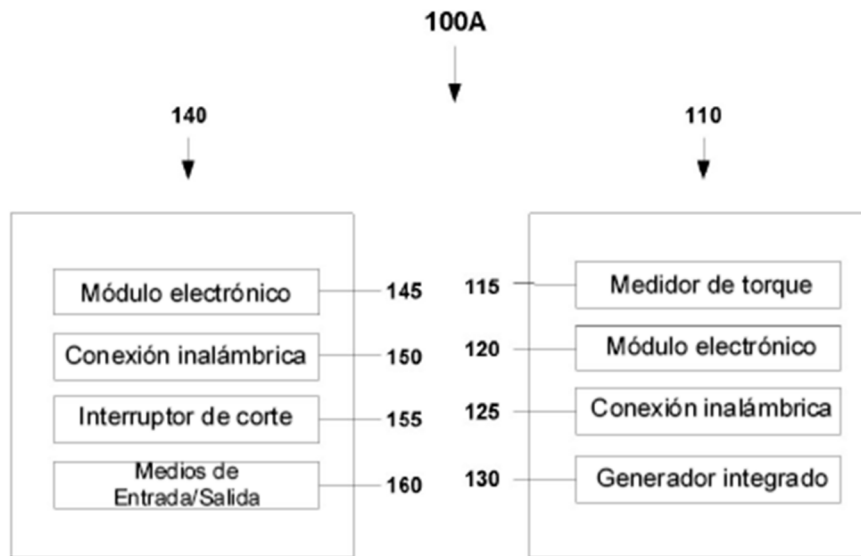 100A
140
110
Módulo electrónico
145
115
Medidor de torque
Conexión inalámbrica
150
120
Módulo electrónico
Interruptor de corte
155
125
Conexión inalámbrica
Medios de
Entrada/Salida
160
130
Generador integrado